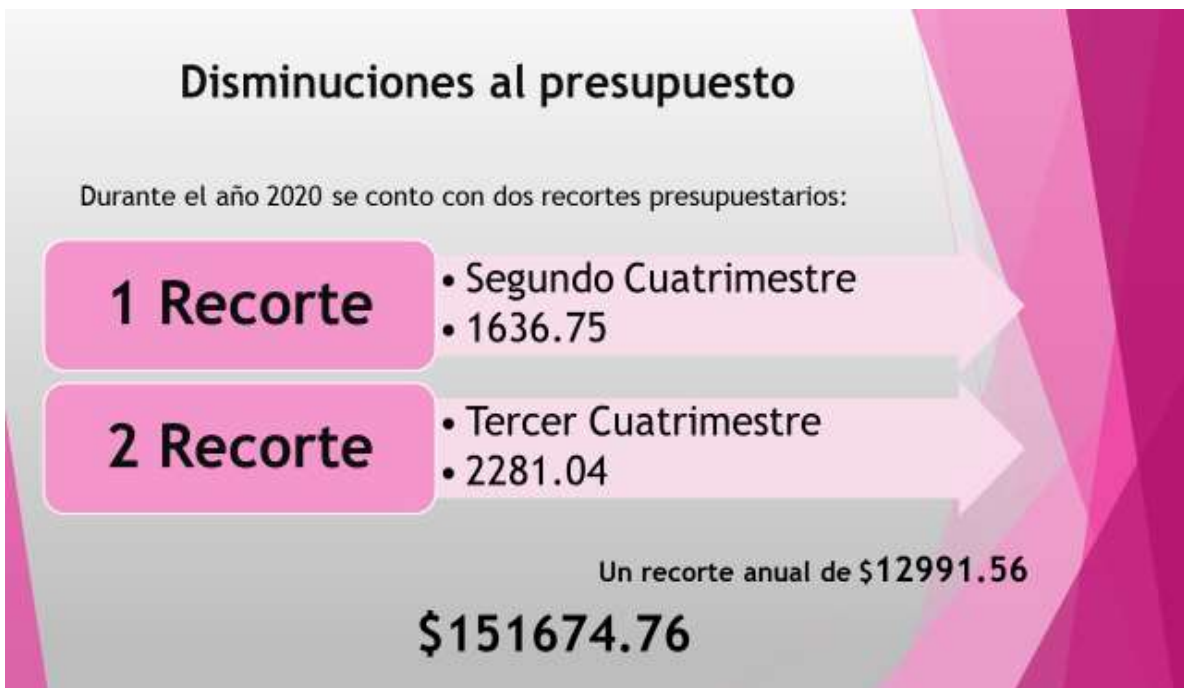 Disminuciones al presupuesto
Durante el año 2020 se conto con dos recortes presupuestarios:
1 Recorte
• Segundo Cuatrimestre
• 1636.75
2 Recorte
• Tercer Cuatrimestre
• 2281.04
Un recorte anual de $12991.56
$151674.76